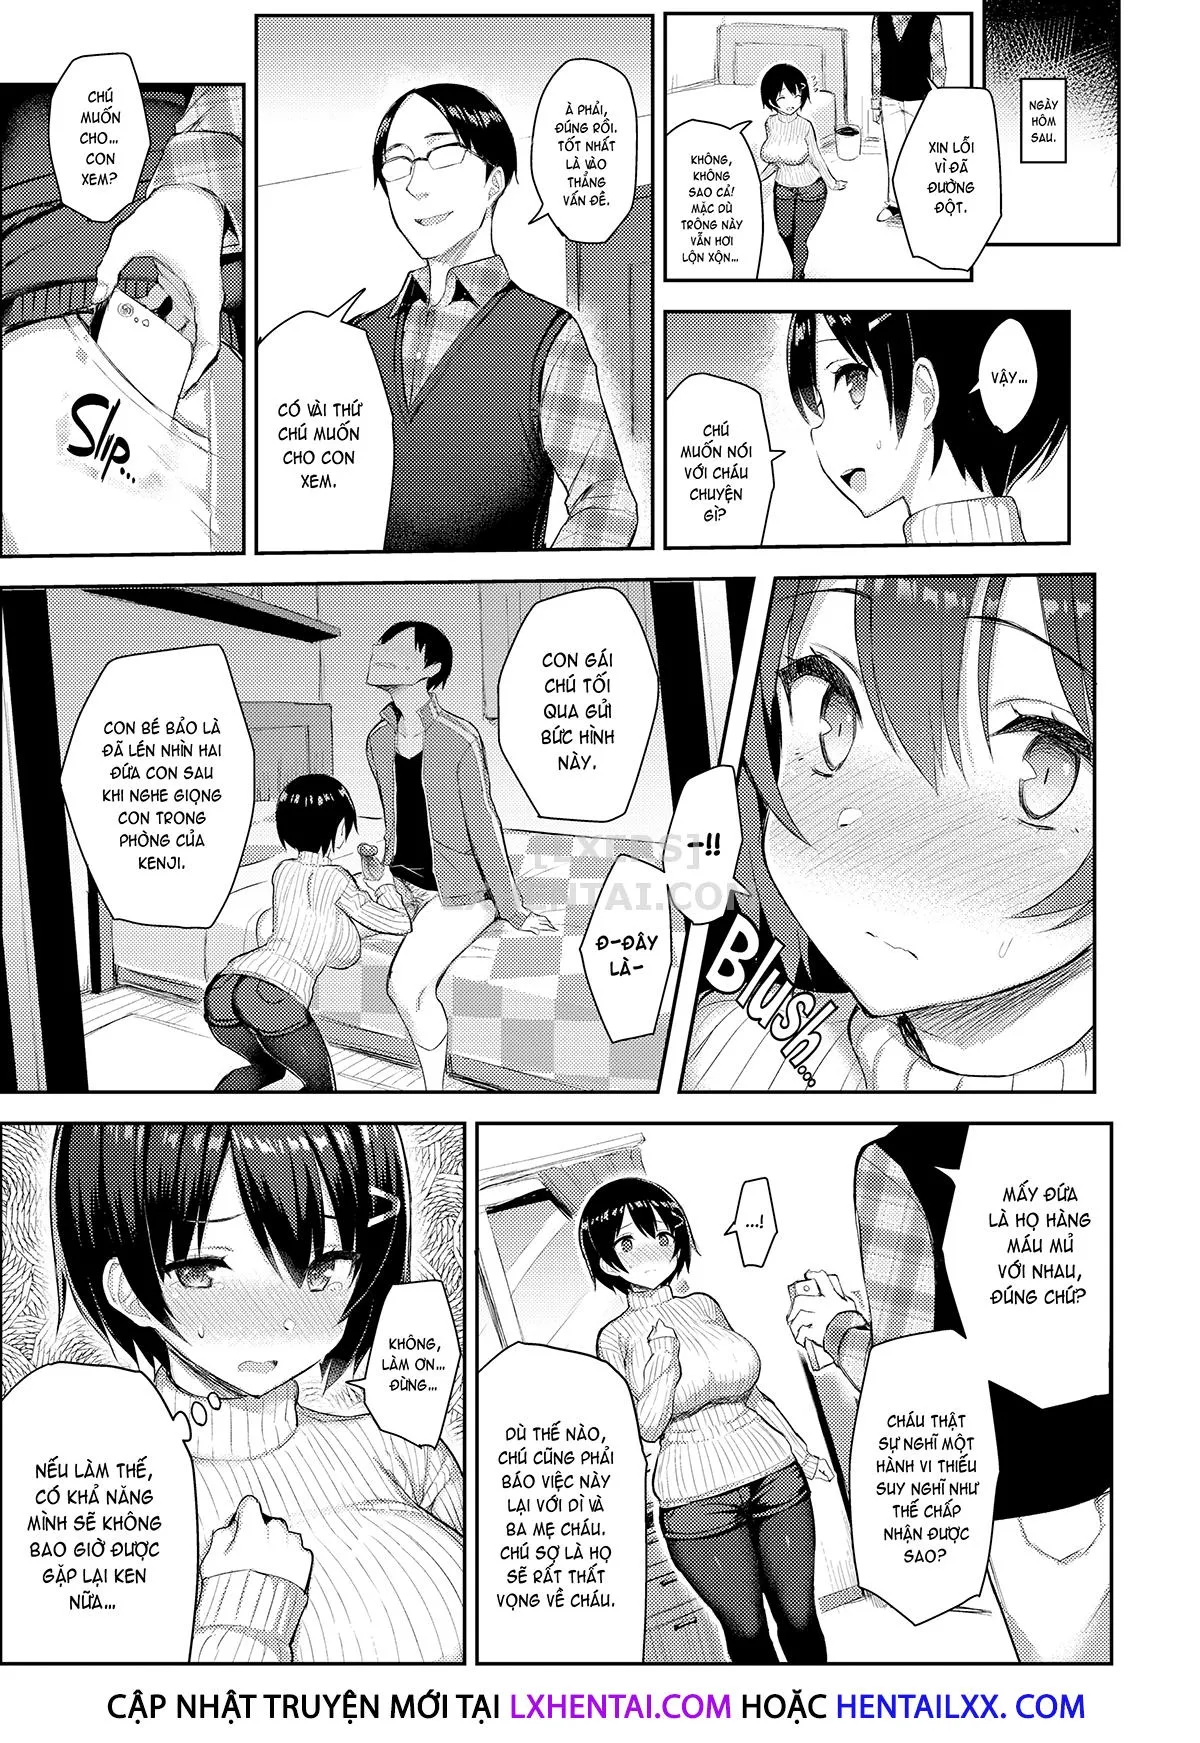 NGÀY
HÔM
SAU.
XIN LỖI
VÌ ĐÃ
ĐƯỜNG
ĐỘT.
KHÔNG,
KHÔNG
SAO CẢ!
MẶC DÙ
TRÔNG NÀY
VẪN HƠI
LỘN XỘN...
VẬY...
CHÚ
MUỐN NÓI
VỚI CHÁU
CHUYỆN
GÌ?
À PHẢI,
ĐÚNG RỒI.
TỐT NHẤT
LÀ VÀO
THẲNG
VẤN ĐỀ.
CÓ VÀI THỨ
CHÚ MUỐN
CHO CON
XEM.
CHÚ
MUỐN
CHO...
CON
XEM?
Slip...
-!!
Đ-ĐÂY
LÀ-
Blush...
CON GÁI
CHÚ TỐI
QUA GỬI
BỨC HÌNH
NÀY.
CON BÉ BẢO LÀ
ĐÃ LÉN NHÌN HAI
ĐỨA CON SAU
KHI NGHE GIỌNG
CON TRONG
PHÒNG CỦA
KENJI.
LXHENTAI.COM
MẤY ĐỨA
LÀ HỌ HÀNG
MÁU MỦ
VỚI NHAU,
ĐÚNG CHỨ?
CHÁU THẬT
SỰ NGHĨ MỘT
HÀNH VI THIẾU
SUY NGHĨ NHƯ
THẾ CHẤP
NHẬN ĐƯỢC
SAO?
...!
DÙ THẾ NÀO,
CHÚ CŨNG PHẢI
BÁO VIỆC NÀY
LẠI VỚI DÌ VÀ
BA MẸ CHÁU.
CHÚ SỢ LÀ HỌ
SẼ RẤT THẤT
VỌNG VỀ CHÁU.
KHÔNG,
LÀM ƠN...
ĐỪNG...
NẾU LÀM THẾ,
CÓ KHẢ NĂNG
MÌNH SẼ KHÔNG
BAO GIỜ ĐƯỢC
GẶP LẠI KEN
NỮA...
CẬP NHẬT TRUYỆN MỚI TẠI LXHENTAI.COM HOẶC HENTAILXX. COM